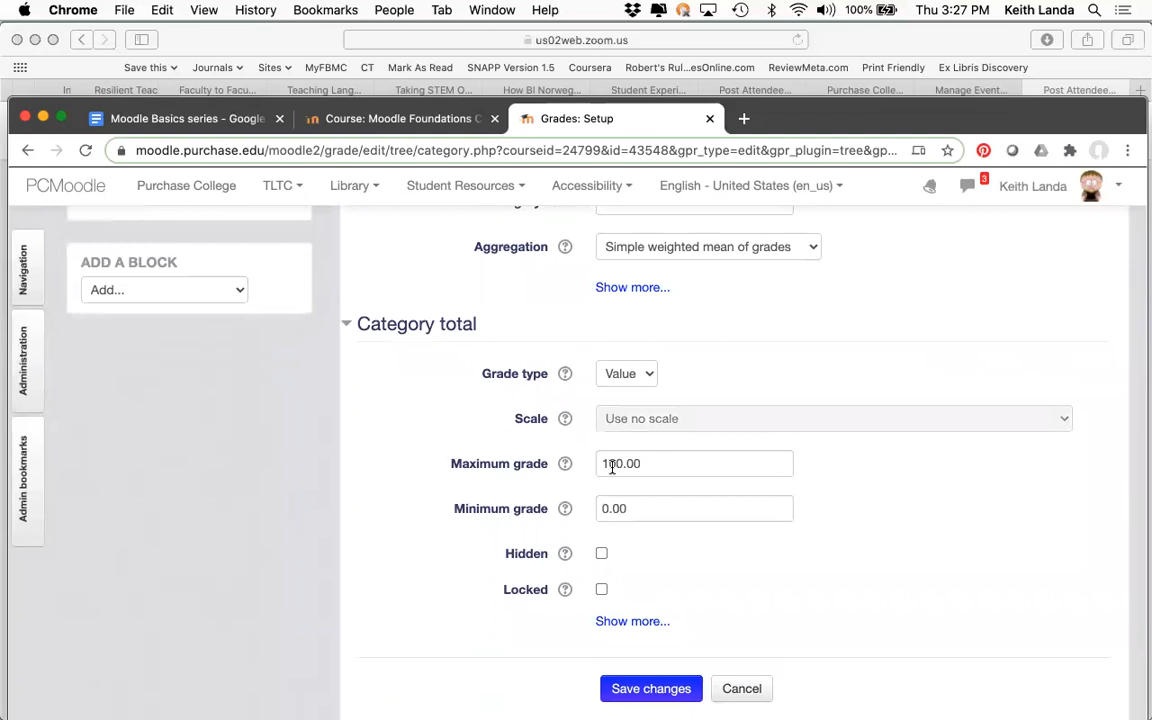 Chrome File Edit View History Bookmarks People Tab Window Help 100% Thu 3:27 PM Keith Landa
us02web.zoom.us
Save this Journals Sites MyFBMC CT Mark As Read SNAPP Version 1.5 Coursera Robert's Rul...esOnline.com ReviewMeta.com Print Friendly Ex Libris Discovery
In Resilient Teac Faculty to Facu... Teaching Lang... Taking STEM O... How BI Norweg... Student Experi... Post Attendee... Purchase Colle... Manage Event... Post Attendee...
Moodle Basics series - Google Course: Moodle Foundations C Grades: Setup
moodle.purchase.edu/moodle2/grade/edit/tree/category.php?courseid=24799&id=43548&gpr_type=edit&gpr_plugin=tree&gp...
PCMoodle Purchase College TLTC Library Student Resources Accessibility English - United States (en_us) 3 Keith Landa
Navigation
Administration
Admin bookmarks
ADD A BLOCK
Add...
Aggregation Simple weighted mean of grades
Show more...
Category total
Grade type Value
Scale Use no scale
Maximum grade 100.00
Minimum grade 0.00
Hidden
Locked
Show more...
Save changes Cancel